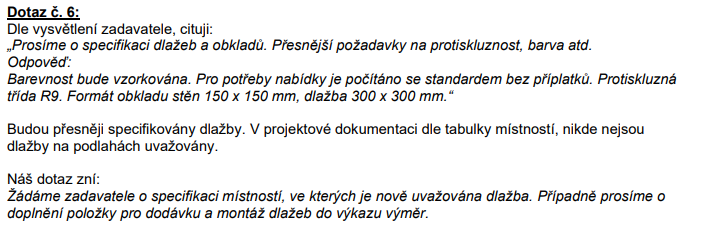 Dotaz č. 6:
Dle vysvětlení zadavatele, cituji:
„Prosíme o specifikaci dlažeb a obkladů. Přesnější požadavky na protiskluznost, barva atd.
Odpověď:
Barevnost bude vzorkována. Pro potřeby nabídky je počítáno se standardem bez příplatků. Protiskluzná
třída R9. Formát obkladu stěn 150 x 150 mm, dlažba 300 x 300 mm.“
Budou přesněji specifikovány dlažby. V projektové dokumentaci dle tabulky místností, nikde nejsou
dlažby na podlahách uvažovány.
Náš dotaz zní:
Žádáme zadavatele o specifikaci místností, ve kterých je nově uvažována dlažba. Případně prosíme o
doplnění položky pro dodávku a montáž dlažeb do výkazu výměr.